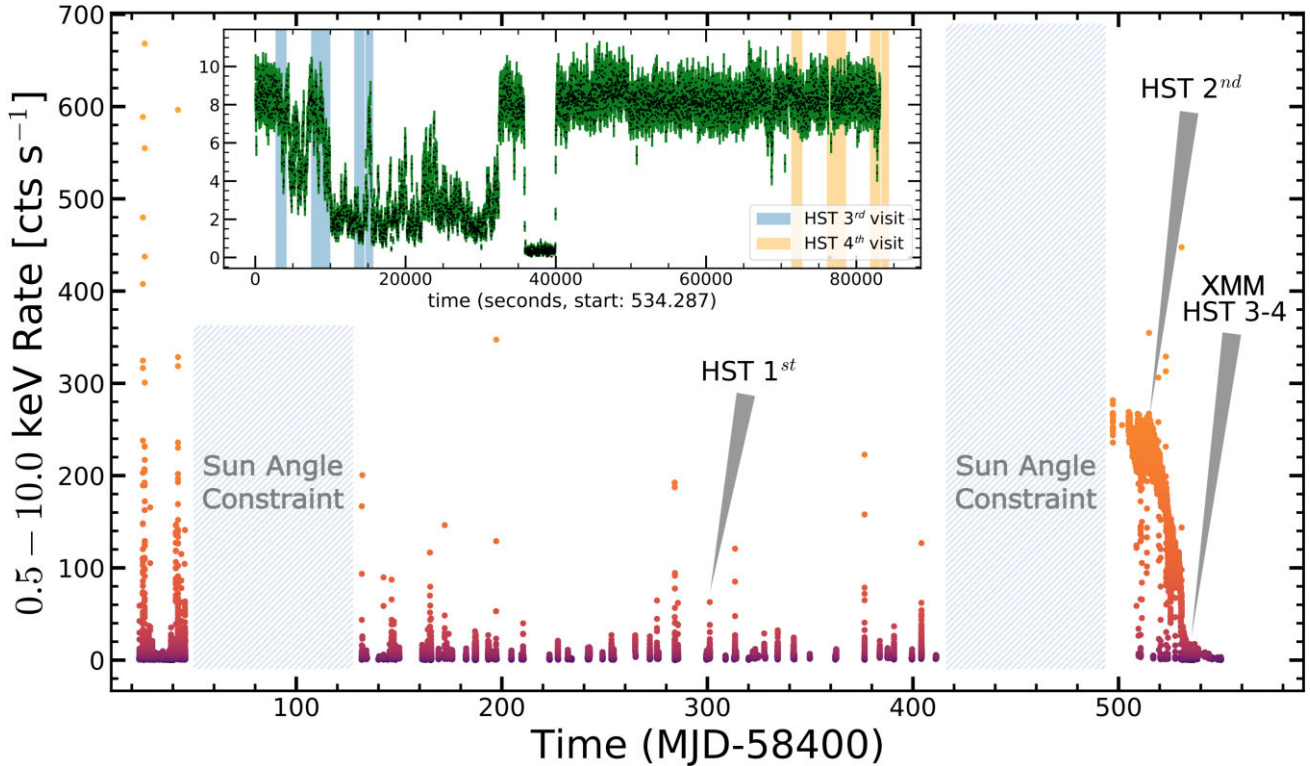 700
600
500
400
300
200
100
0
0.5 − 10.0 keV Rate [cts s⁻¹]
10
8
6
4
2
0
0 20000 40000 60000 80000
time (seconds, start: 534.287)
HST 3ʳᵈ visit
HST 4ᵗʰ visit
Sun Angle
Constraint
HST 1ˢᵗ
Sun Angle
Constraint
HST 2ⁿᵈ
XMM
HST 3-4
100 200 300 400 500
Time (MJD-58400)